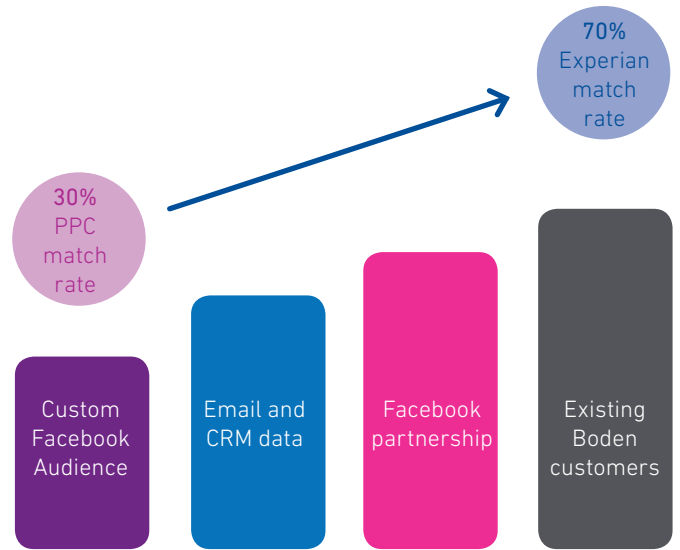 70%
Experian
match
rate
30%
PPC
match
rate
Custom
Facebook
Audience
Email and
CRM data
Facebook
partnership
Existing
Boden
customers